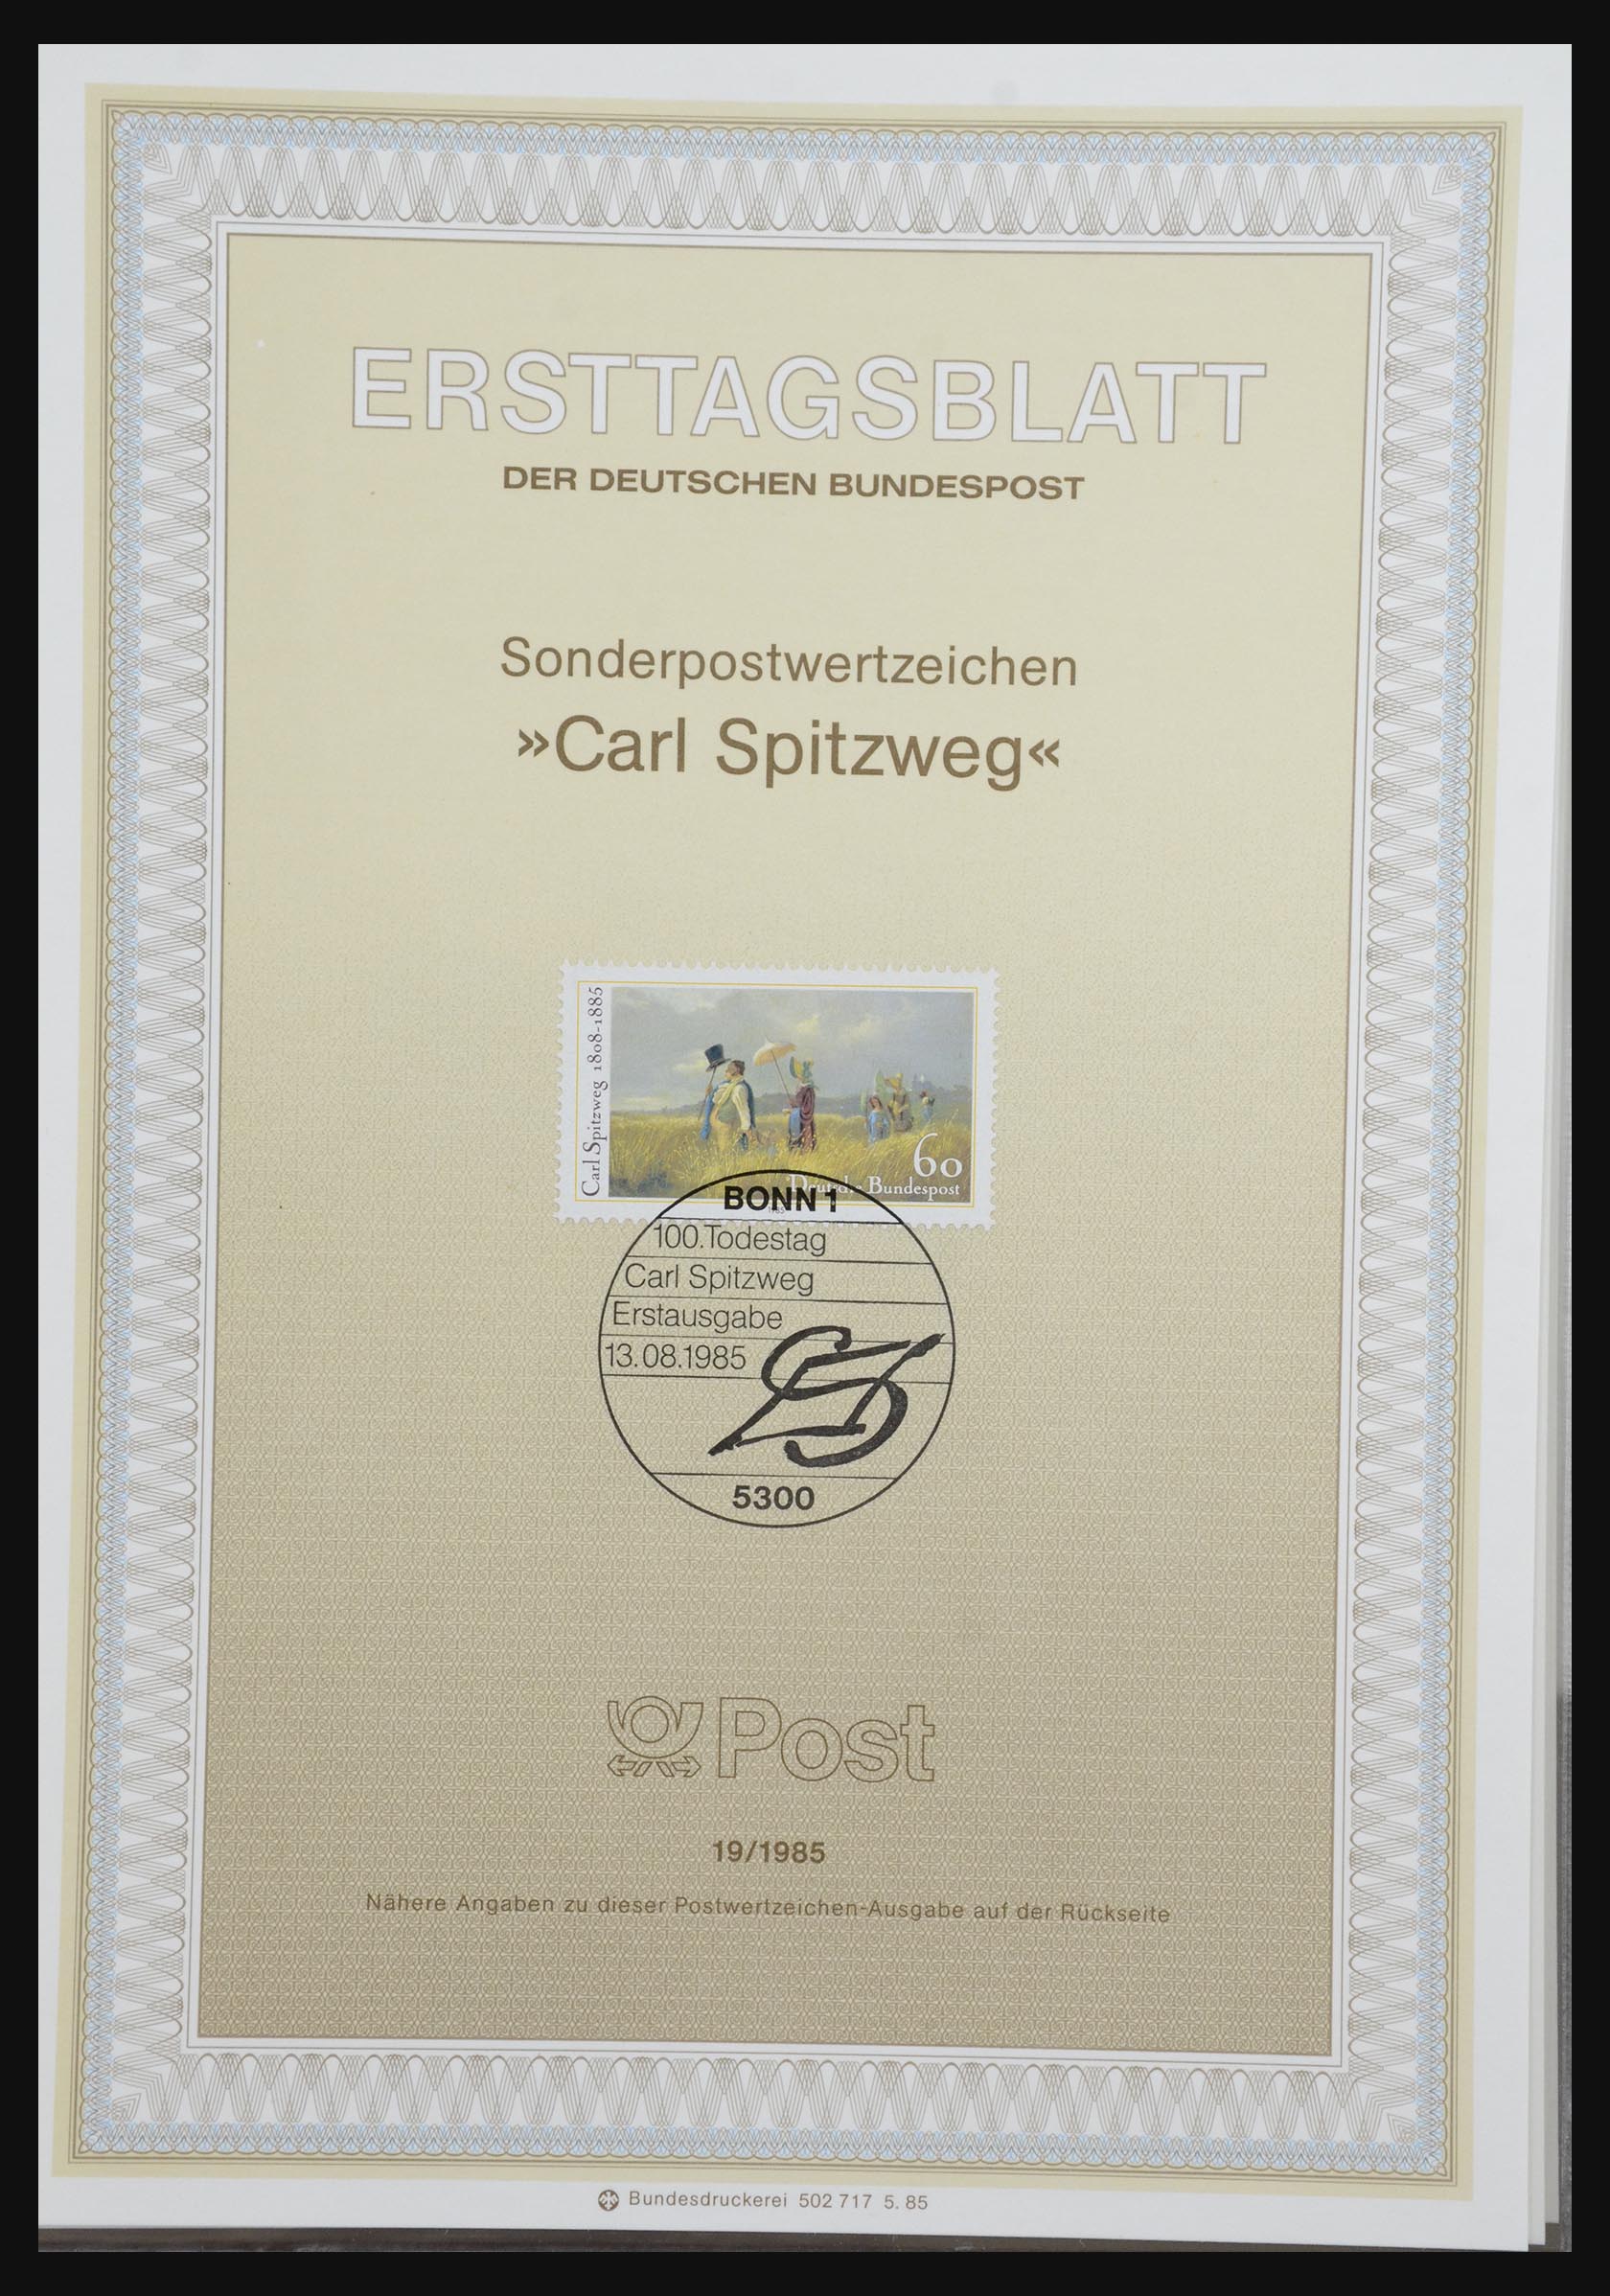 ERSTTAGSBLATT
DER DEUTSCHEN BUNDESPOST
Sonderpostwertzeichen
»Carl Spitzweg«
Carl Spitzweg 1808-1885
60
Deutsche Bundespost
BONN 1
100.Todestag
Carl Spitzweg
Erstausgabe
13.08.1985
5300
Post
19/1985
Nähere Angaben zu dieser Postwertzeichen-Ausgabe auf der Rückseite
Bundesdruckerei 502 717 5. 85